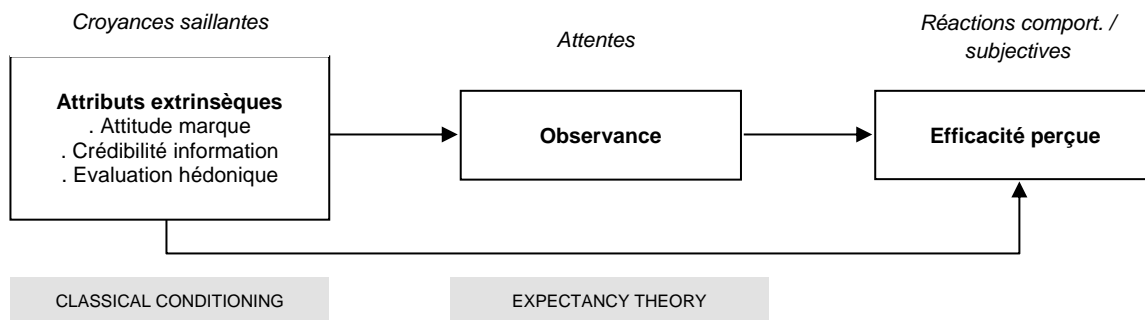 Croyances saillantes
Attentes
Réactions comport. /
subjectives
Attributs extrinsèques
. Attitude marque
. Crédibilité information
. Evaluation hédonique
Observance
Efficacité perçue
CLASSICAL CONDITIONING
EXPECTANCY THEORY